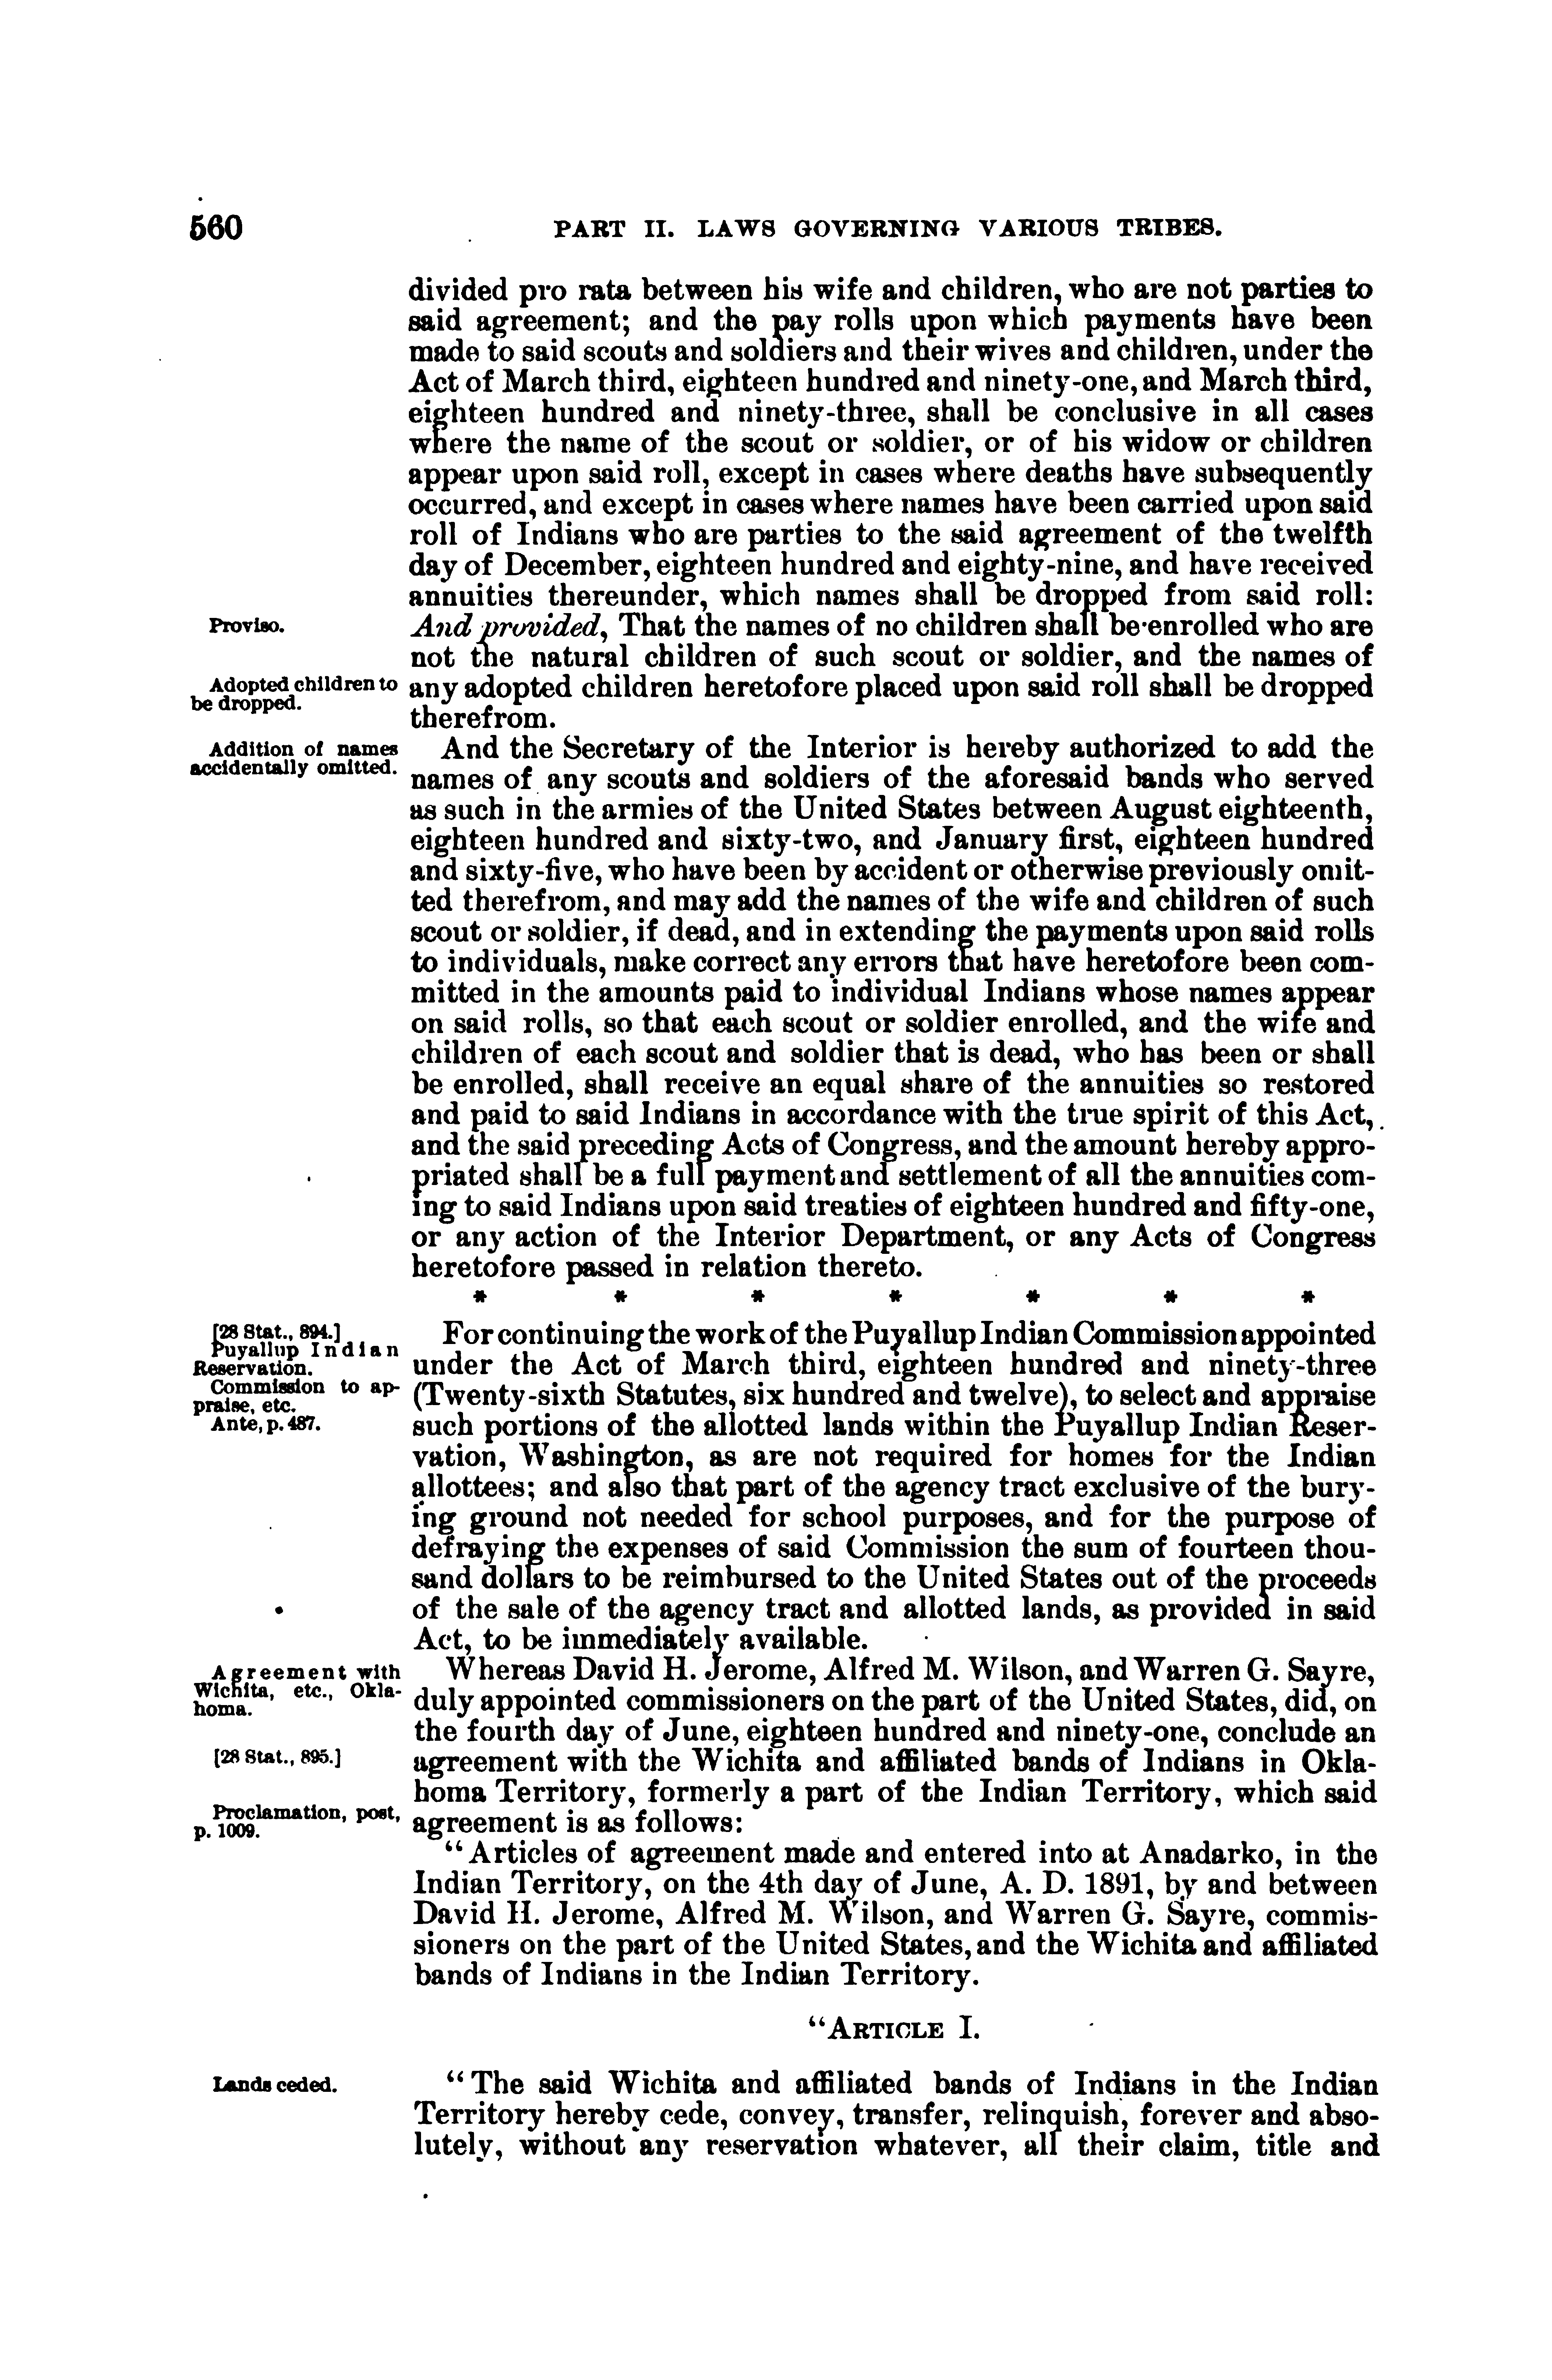 560
PART II. LAWS GOVERNING VARIOUS TRIBES.
divided pro rata between his wife and children, who are not parties to
said agreement; and the pay rolls upon which payments have been
made to said scouts and soldiers and their wives and children, under the
Act of March third, eighteen hundred and ninety-one, and March third,
eighteen hundred and ninety-three, shall be conclusive in all cases
where the name of the scout or soldier, or of his widow or children
appear upon said roll, except in cases where deaths have subsequently
occurred, and except in cases where names have been carried upon said
roll of Indians who are parties to the said agreement of the twelfth
day of December, eighteen hundred and eighty-nine, and have received
annuities thereunder, which names shall be dropped from said roll:
Proviso.
And provided, That the names of no children shall be enrolled who are
not the natural children of such scout or soldier, and the names of
Adopted children to
be dropped.
any adopted children heretofore placed upon said roll shall be dropped
therefrom.
Addition of names
accidentally omitted.
And the Secretary of the Interior is hereby authorized to add the
names of any scouts and soldiers of the aforesaid bands who served
as such in the armies of the United States between August eighteenth,
eighteen hundred and sixty-two, and January first, eighteen hundred
and sixty-five, who have been by accident or otherwise previously omit-
ted therefrom, and may add the names of the wife and children of such
scout or soldier, if dead, and in extending the payments upon said rolls
to individuals, make correct any errors that have heretofore been com-
mitted in the amounts paid to individual Indians whose names appear
on said rolls, so that each scout or soldier enrolled, and the wife and
children of each scout and soldier that is dead, who has been or shall
be enrolled, shall receive an equal share of the annuities so restored
and paid to said Indians in accordance with the true spirit of this Act,
and the said preceding Acts of Congress, and the amount hereby appro-
priated shall be a full payment and settlement of all the annuities com-
ing to said Indians upon said treaties of eighteen hundred and fifty-one,
or any action of the Interior Department, or any Acts of Congress
heretofore passed in relation thereto.
* * * * * * *
[28 Stat., 894.]
Puyallup Indian
Reservation.
Commission to ap-
praise, etc.
Ante, p. 487.
For continuing the work of the Puyallup Indian Commission appointed
under the Act of March third, eighteen hundred and ninety-three
(Twenty-sixth Statutes, six hundred and twelve), to select and appraise
such portions of the allotted lands within the Puyallup Indian Reser-
vation, Washington, as are not required for homes for the Indian
allottees; and also that part of the agency tract exclusive of the bury-
ing ground not needed for school purposes, and for the purpose of
defraying the expenses of said Commission the sum of fourteen thou-
sand dollars to be reimbursed to the United States out of the proceeds
of the sale of the agency tract and allotted lands, as provided in said
Act, to be immediately available.
Agreement with
Wichita, etc., Okla-
homa.
Whereas David H. Jerome, Alfred M. Wilson, and Warren G. Sayre,
duly appointed commissioners on the part of the United States, did, on
the fourth day of June, eighteen hundred and ninety-one, conclude an
[28 Stat., 895.]
agreement with the Wichita and affiliated bands of Indians in Okla-
homa Territory, formerly a part of the Indian Territory, which said
Proclamation, post,
p. 1009.
agreement is as follows:
"Articles of agreement made and entered into at Anadarko, in the
Indian Territory, on the 4th day of June, A. D. 1891, by and between
David H. Jerome, Alfred M. Wilson, and Warren G. Sayre, commis-
sioners on the part of the United States, and the Wichita and affiliated
bands of Indians in the Indian Territory.
"ARTICLE I.
Lands ceded.
"The said Wichita and affiliated bands of Indians in the Indian
Territory hereby cede, convey, transfer, relinquish, forever and abso-
lutely, without any reservation whatever, all their claim, title and